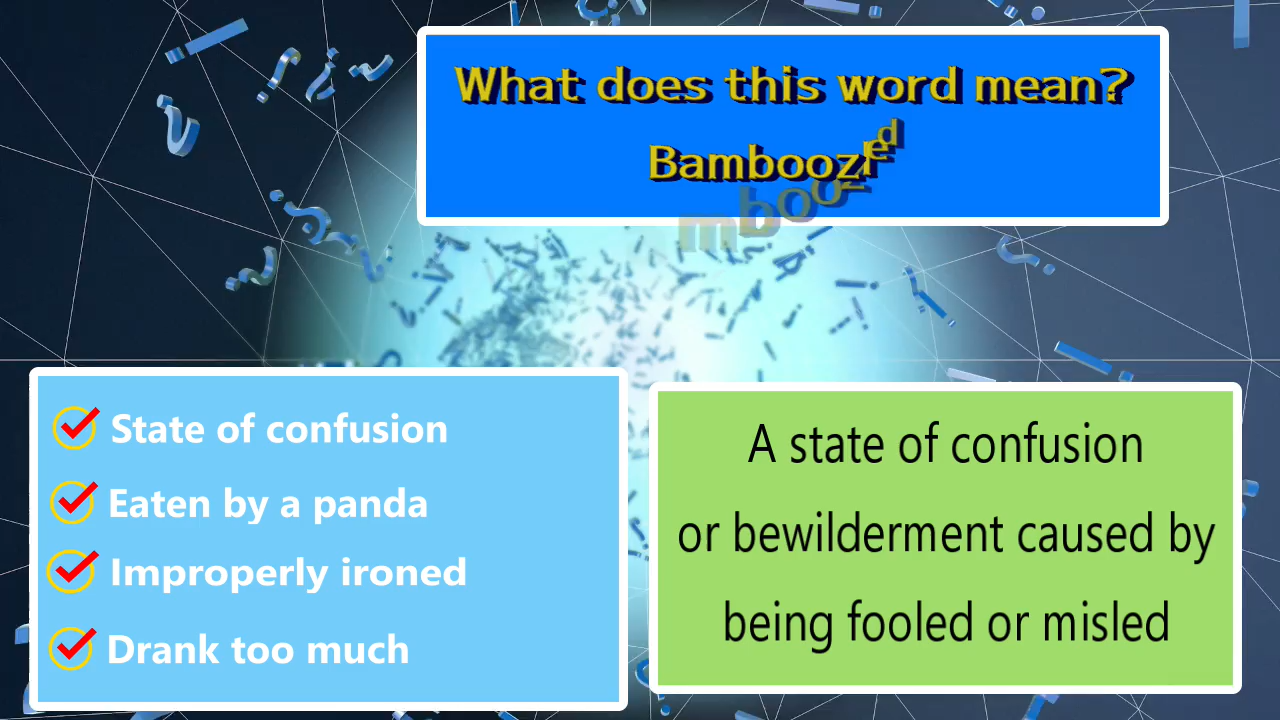 What does this word mean?
Bamboozled
State of confusion
Eaten by a panda
Improperly ironed
Drank too much
A state of confusion
or bewilderment caused by
being fooled or misled